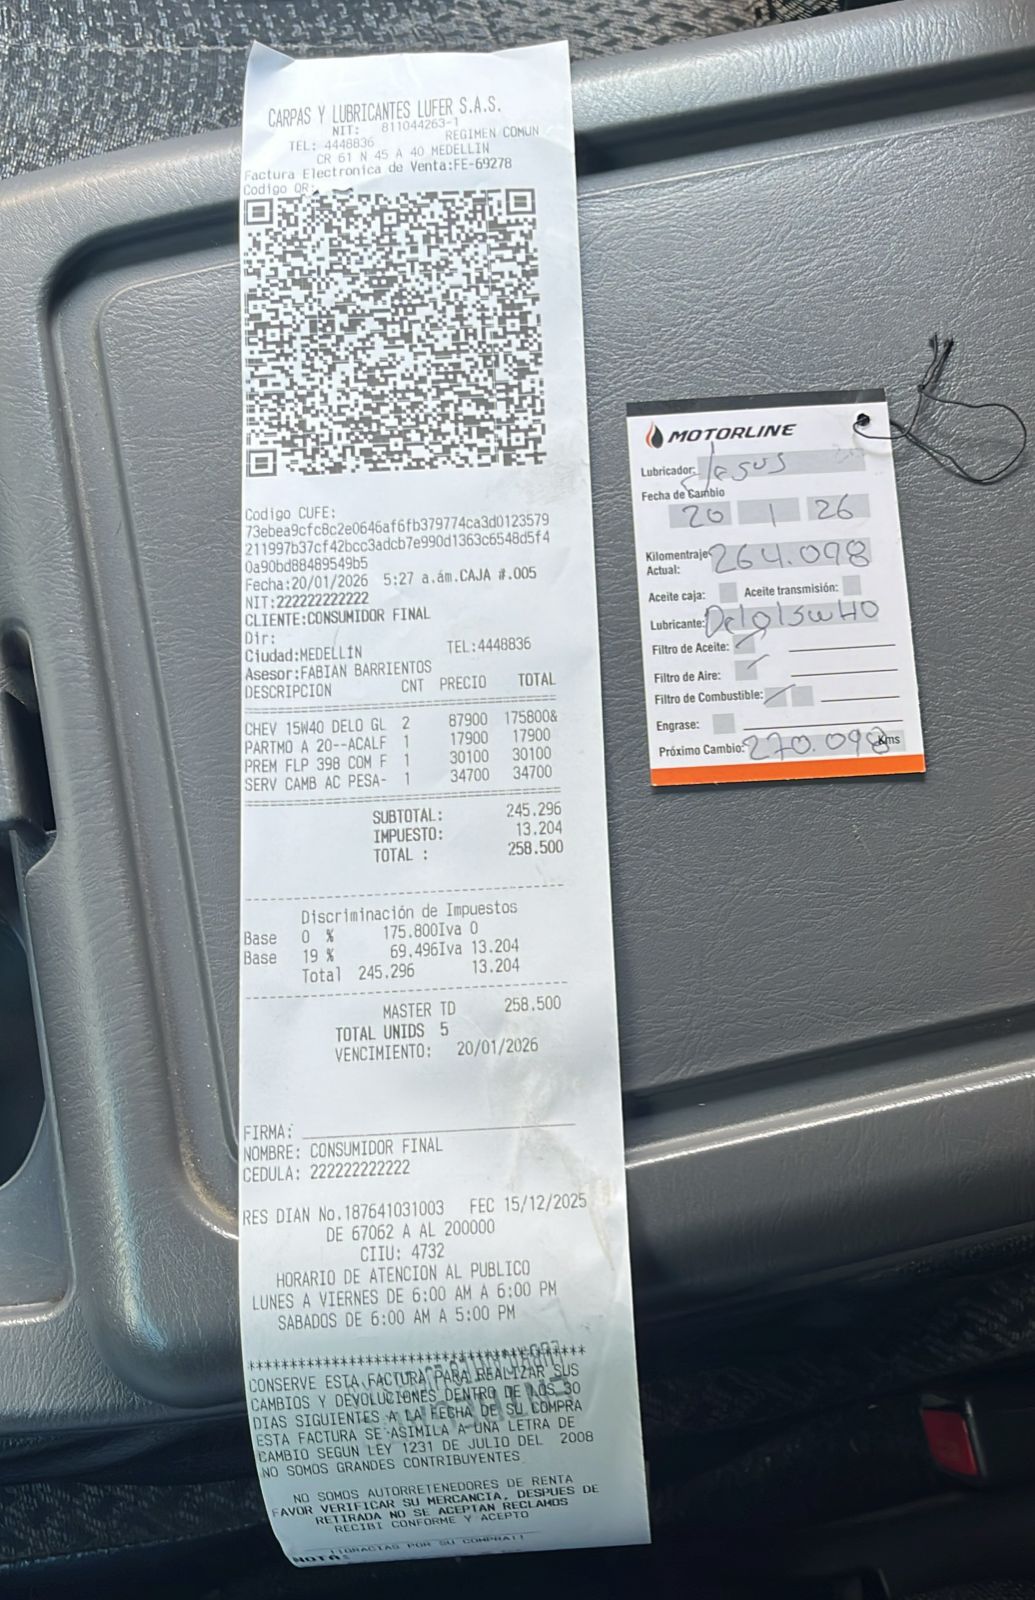 CARPAS Y LUBRICANTES LUFER S.A.S.
NIT: 811044263-1
TEL: 4448836 REGIMEN COMUN
CR 61 N 45 A 40 MEDELLIN
Factura Electronica de Venta:FE-69278
Codigo QR:
Codigo CUFE:
73ebea9cfc8c2e0646af6fb379774ca3d0123579
211997b37cf42bcc3adcb7e990d1363c6548d5f4
0a90bd88489549b5
Fecha:20/01/2026 5:27 a.ám.CAJA #.005
NIT:222222222222
CLIENTE:CONSUMIDOR FINAL
Dir:
Ciudad:MEDELLIN TEL:4448836
Asesor:FABIAN BARRIENTOS
DESCRIPCION CNT PRECIO TOTAL
CHEV 15W40 DELO GL 2 87900 175800&
PARTMO A 20--ACALF 1 17900 17900
PREM FLP 398 COM F 1 30100 30100
SERV CAMB AC PESA- 1 34700 34700
SUBTOTAL: 245.296
IMPUESTO: 13.204
TOTAL : 258.500
Discriminación de Impuestos
Base 0 % 175.800Iva 0
Base 19 % 69.496Iva 13.204
Total 245.296 13.204
MASTER TD 258.500
TOTAL UNIDS 5
VENCIMIENTO: 20/01/2026
FIRMA:
NOMBRE: CONSUMIDOR FINAL
CEDULA: 222222222222
RES DIAN No.187641031003 FEC 15/12/2025
DE 67062 A AL 200000
CIIU: 4732
HORARIO DE ATENCION AL PUBLICO
LUNES A VIERNES DE 6:00 AM A 6:00 PM
SABADOS DE 6:00 AM A 5:00 PM
****************************************
CONSERVE ESTA FACTURA PARA REALIZAR SUS
CAMBIOS Y DEVOLUCIONES DENTRO DE LOS 30
DIAS SIGUIENTES A LA FECHA DE SU COMPRA
ESTA FACTURA SE ASIMILA A UNA LETRA DE
CAMBIO SEGUN LEY 1231 DE JULIO DEL 2008
NO SOMOS GRANDES CONTRIBUYENTES
NO SOMOS AUTORRETENEDORES DE RENTA
FAVOR VERIFICAR SU MERCANCIA, DESPUES DE
RETIRADA NO SE ACEPTAN RECLAMOS
RECIBI CONFORME Y ACEPTO
!!GRACIAS POR SU COMPRA!!
NOTA:
MOTORLINE
Lubricador: Jesus
Fecha de Cambio
20 1 26
Kilometraje Actual: 264.098
Aceite caja: Aceite transmisión:
Lubricante: Delo 15w40
Filtro de Aceite:
Filtro de Aire:
Filtro de Combustible:
Engrase:
Próximo Cambio: 270.098 Kms